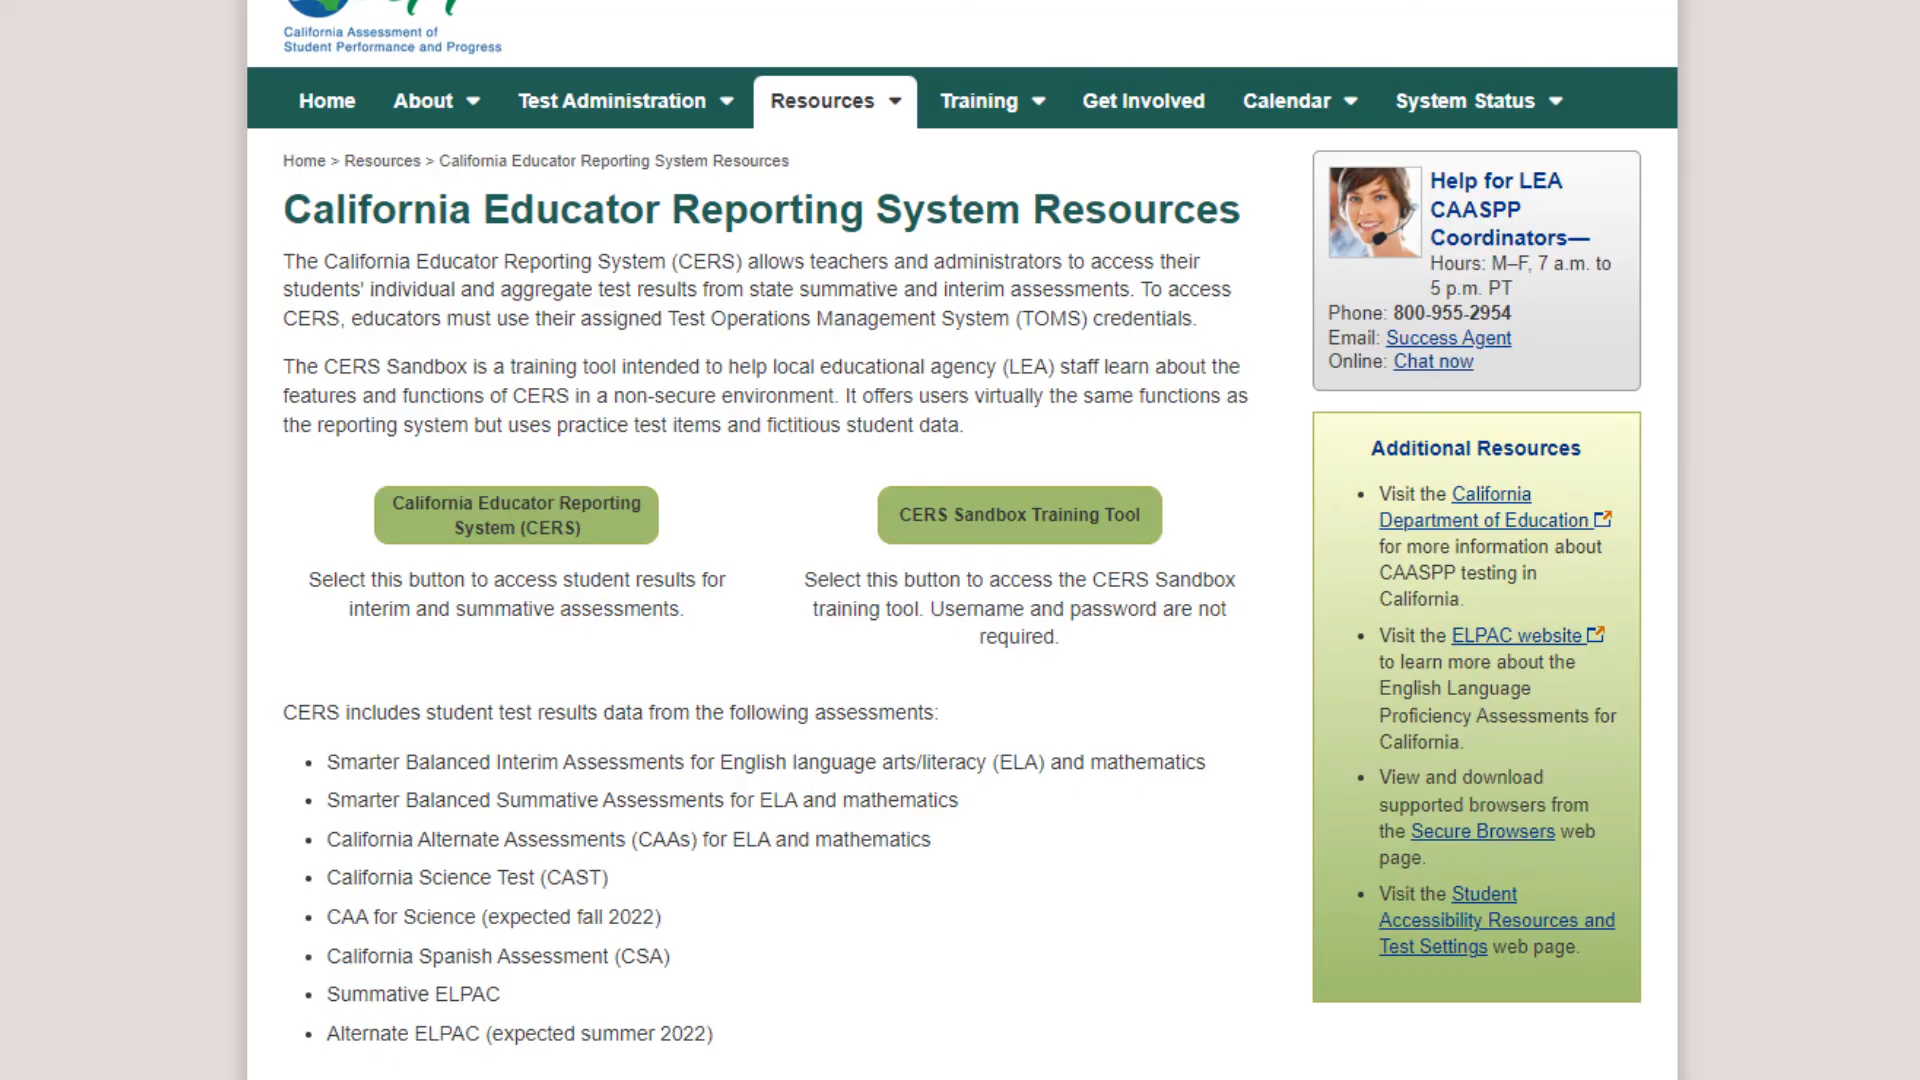 California Assessment of
Student Performance and Progress
Home About Test Administration Resources Training Get Involved Calendar System Status
Home > Resources > California Educator Reporting System Resources
California Educator Reporting System Resources
The California Educator Reporting System (CERS) allows teachers and administrators to access their
students' individual and aggregate test results from state summative and interim assessments. To access
CERS, educators must use their assigned Test Operations Management System (TOMS) credentials.
The CERS Sandbox is a training tool intended to help local educational agency (LEA) staff learn about the
features and functions of CERS in a non-secure environment. It offers users virtually the same functions as
the reporting system but uses practice test items and fictitious student data.
California Educator Reporting
System (CERS)
Select this button to access student results for
interim and summative assessments.
CERS Sandbox Training Tool
Select this button to access the CERS Sandbox
training tool. Username and password are not
required.
CERS includes student test results data from the following assessments:
• Smarter Balanced Interim Assessments for English language arts/literacy (ELA) and mathematics
• Smarter Balanced Summative Assessments for ELA and mathematics
• California Alternate Assessments (CAAs) for ELA and mathematics
• California Science Test (CAST)
• CAA for Science (expected fall 2022)
• California Spanish Assessment (CSA)
• Summative ELPAC
• Alternate ELPAC (expected summer 2022)
Help for LEA
CAASPP
Coordinators—
Hours: M–F, 7 a.m. to
5 p.m. PT
Phone: 800-955-2954
Email: Success Agent
Online: Chat now
Additional Resources
• Visit the California
Department of Education
for more information about
CAASPP testing in
California.
• Visit the ELPAC website
to learn more about the
English Language
Proficiency Assessments for
California.
• View and download
supported browsers from
the Secure Browsers web
page.
• Visit the Student
Accessibility Resources and
Test Settings web page.